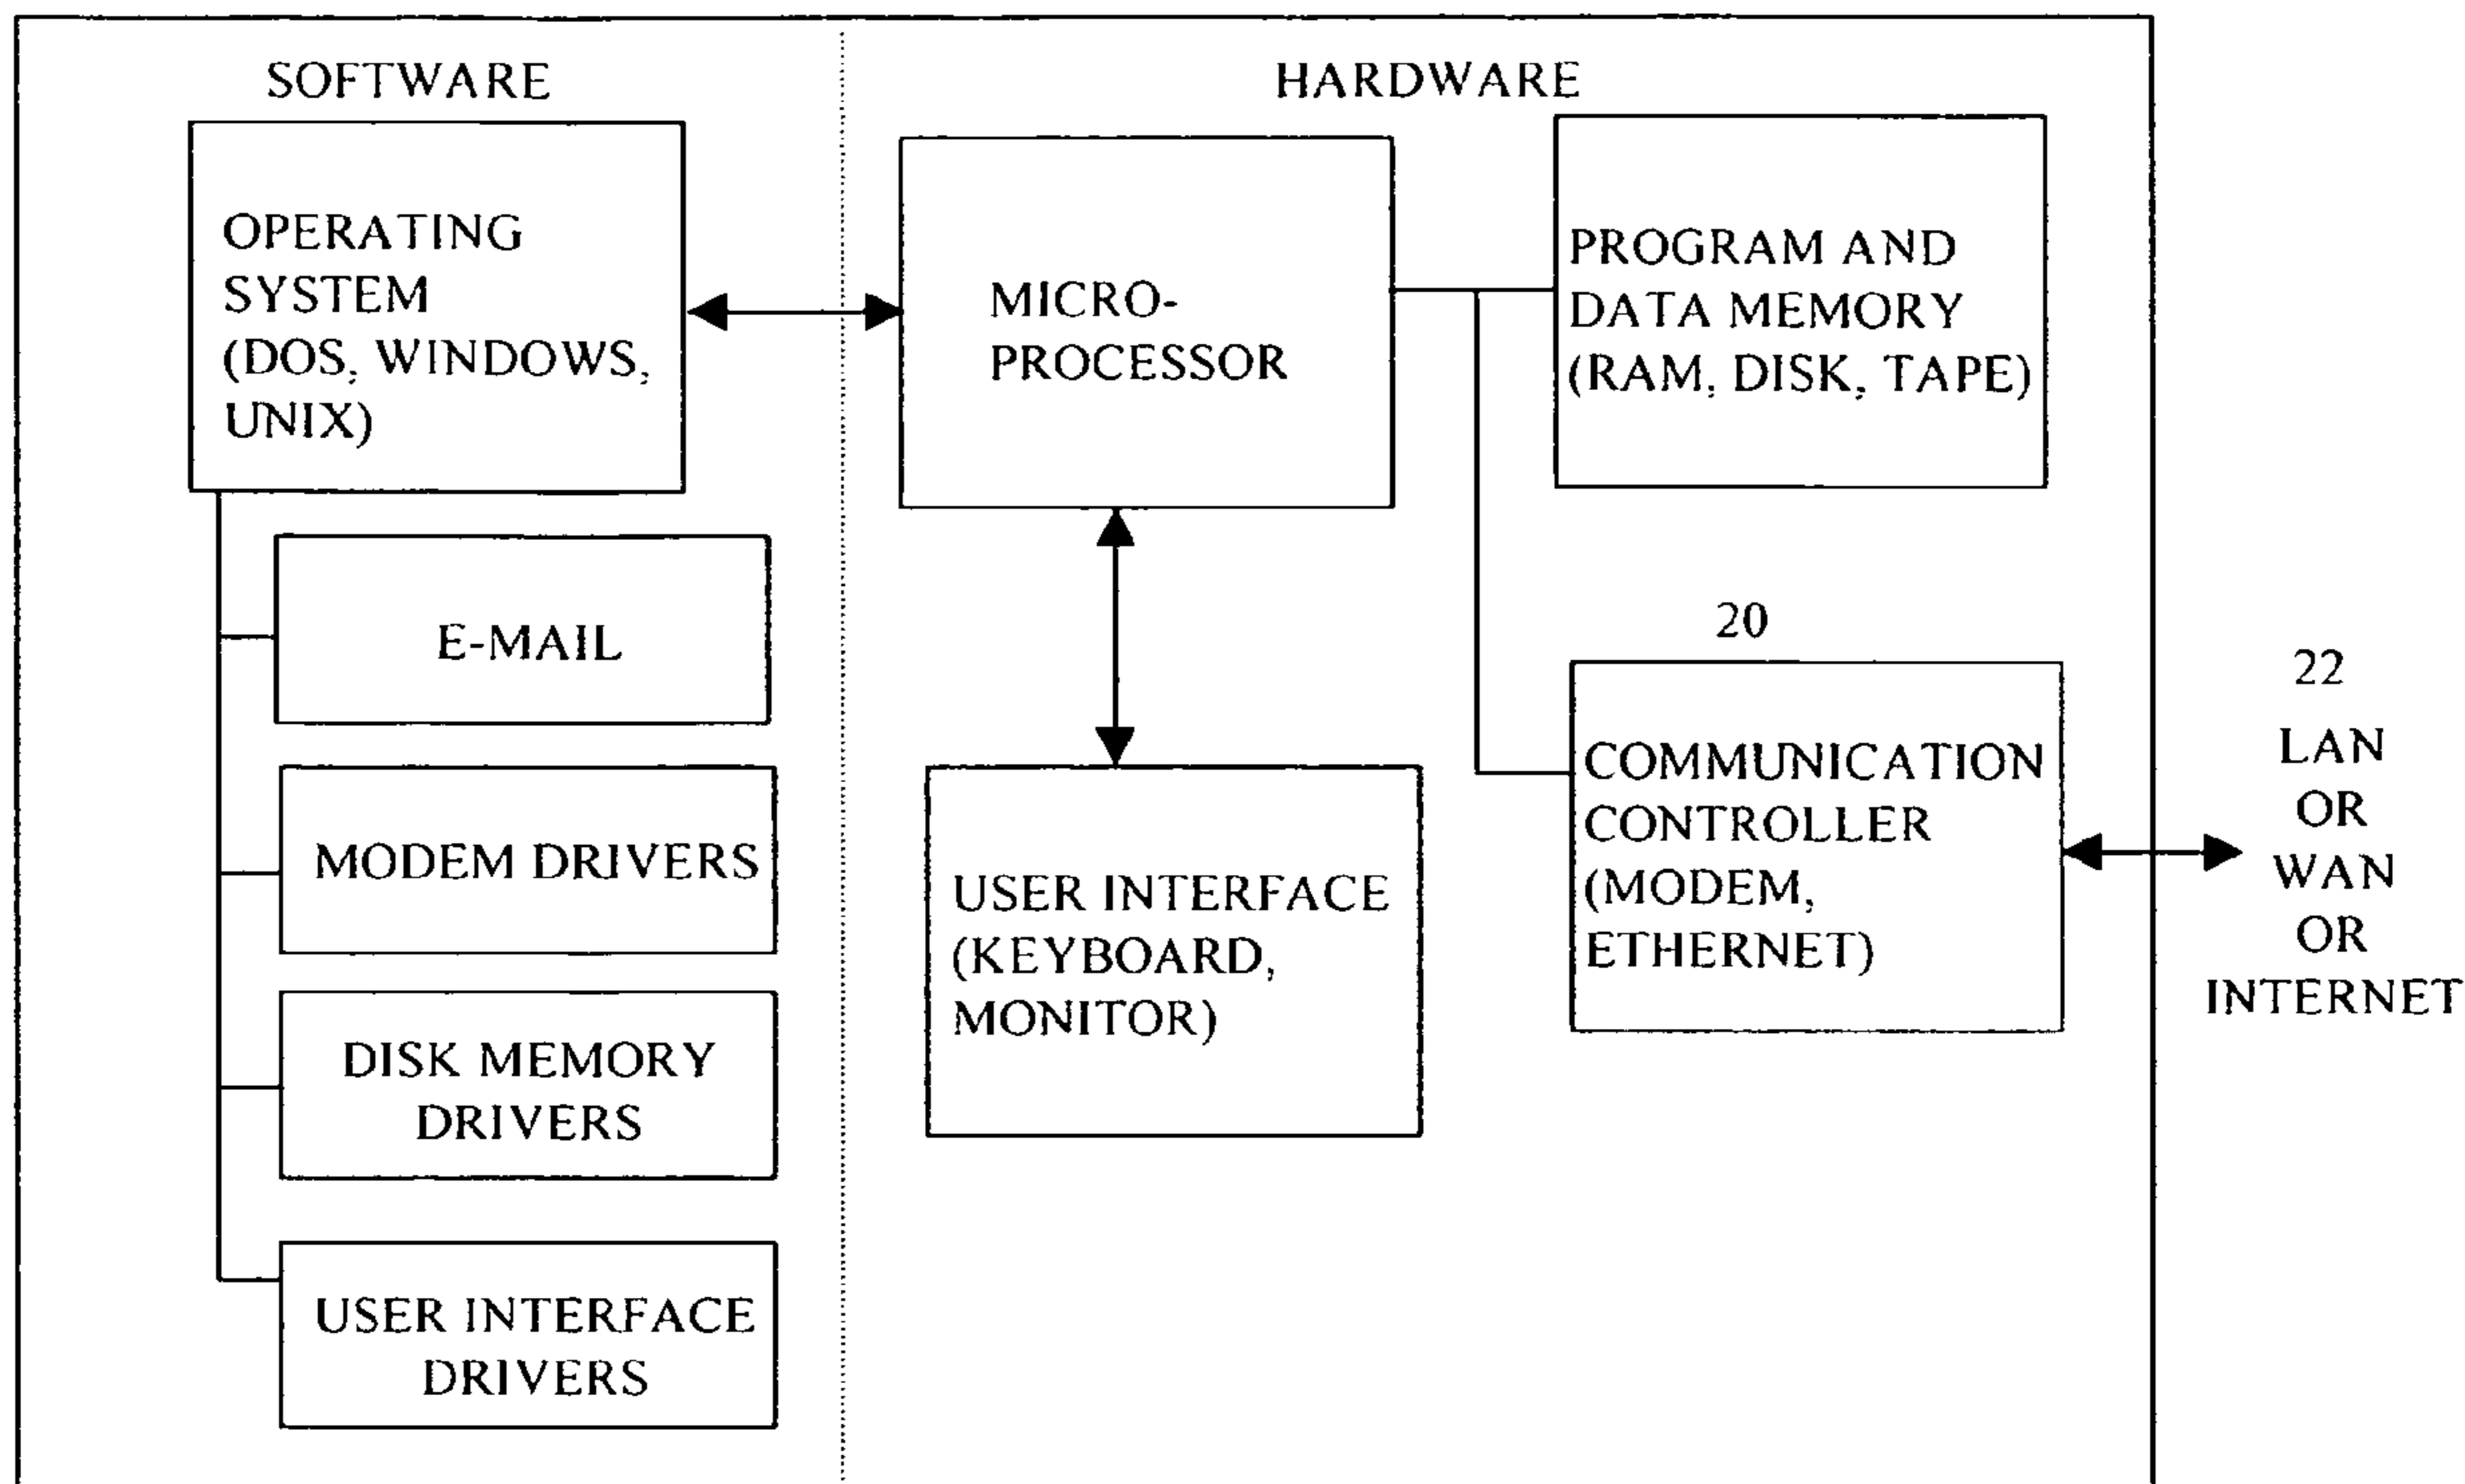 SOFTWARE
HARDWARE
OPERATING
SYSTEM
(DOS, WINDOWS,
UNIX)
MICRO-
PROCESSOR
PROGRAM AND
DATA MEMORY
(RAM, DISK, TAPE)
E-MAIL
MODEM DRIVERS
DISK MEMORY
DRIVERS
USER INTERFACE
DRIVERS
USER INTERFACE
(KEYBOARD,
MONITOR)
20
COMMUNICATION
CONTROLLER
(MODEM,
ETHERNET)
22
LAN
OR
WAN
OR
INTERNET